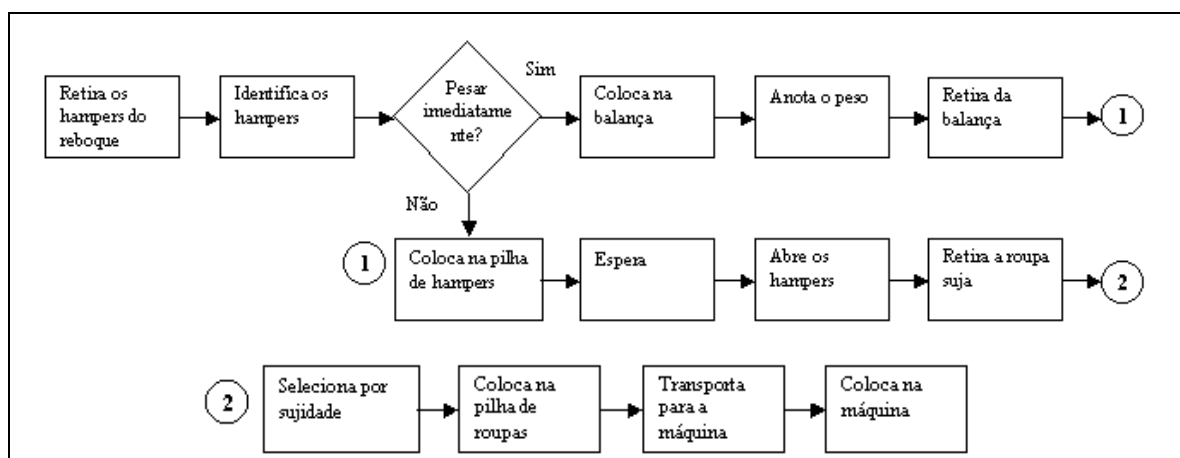 Retira os
hampers do
reboque
Identifica os
hampers
Pesar
imediatame
nte?
Sim
Coloca na
balança
Anota o peso
Retira da
balança
1
Não
1
Coloca na pilha
de hampers
Espera
Abre os
hampers
Retira a roupa
suja
2
2
Seleciona por
sujidade
Coloca na
pilha de
roupas
Transporta
para a
máquina
Coloca na
máquina